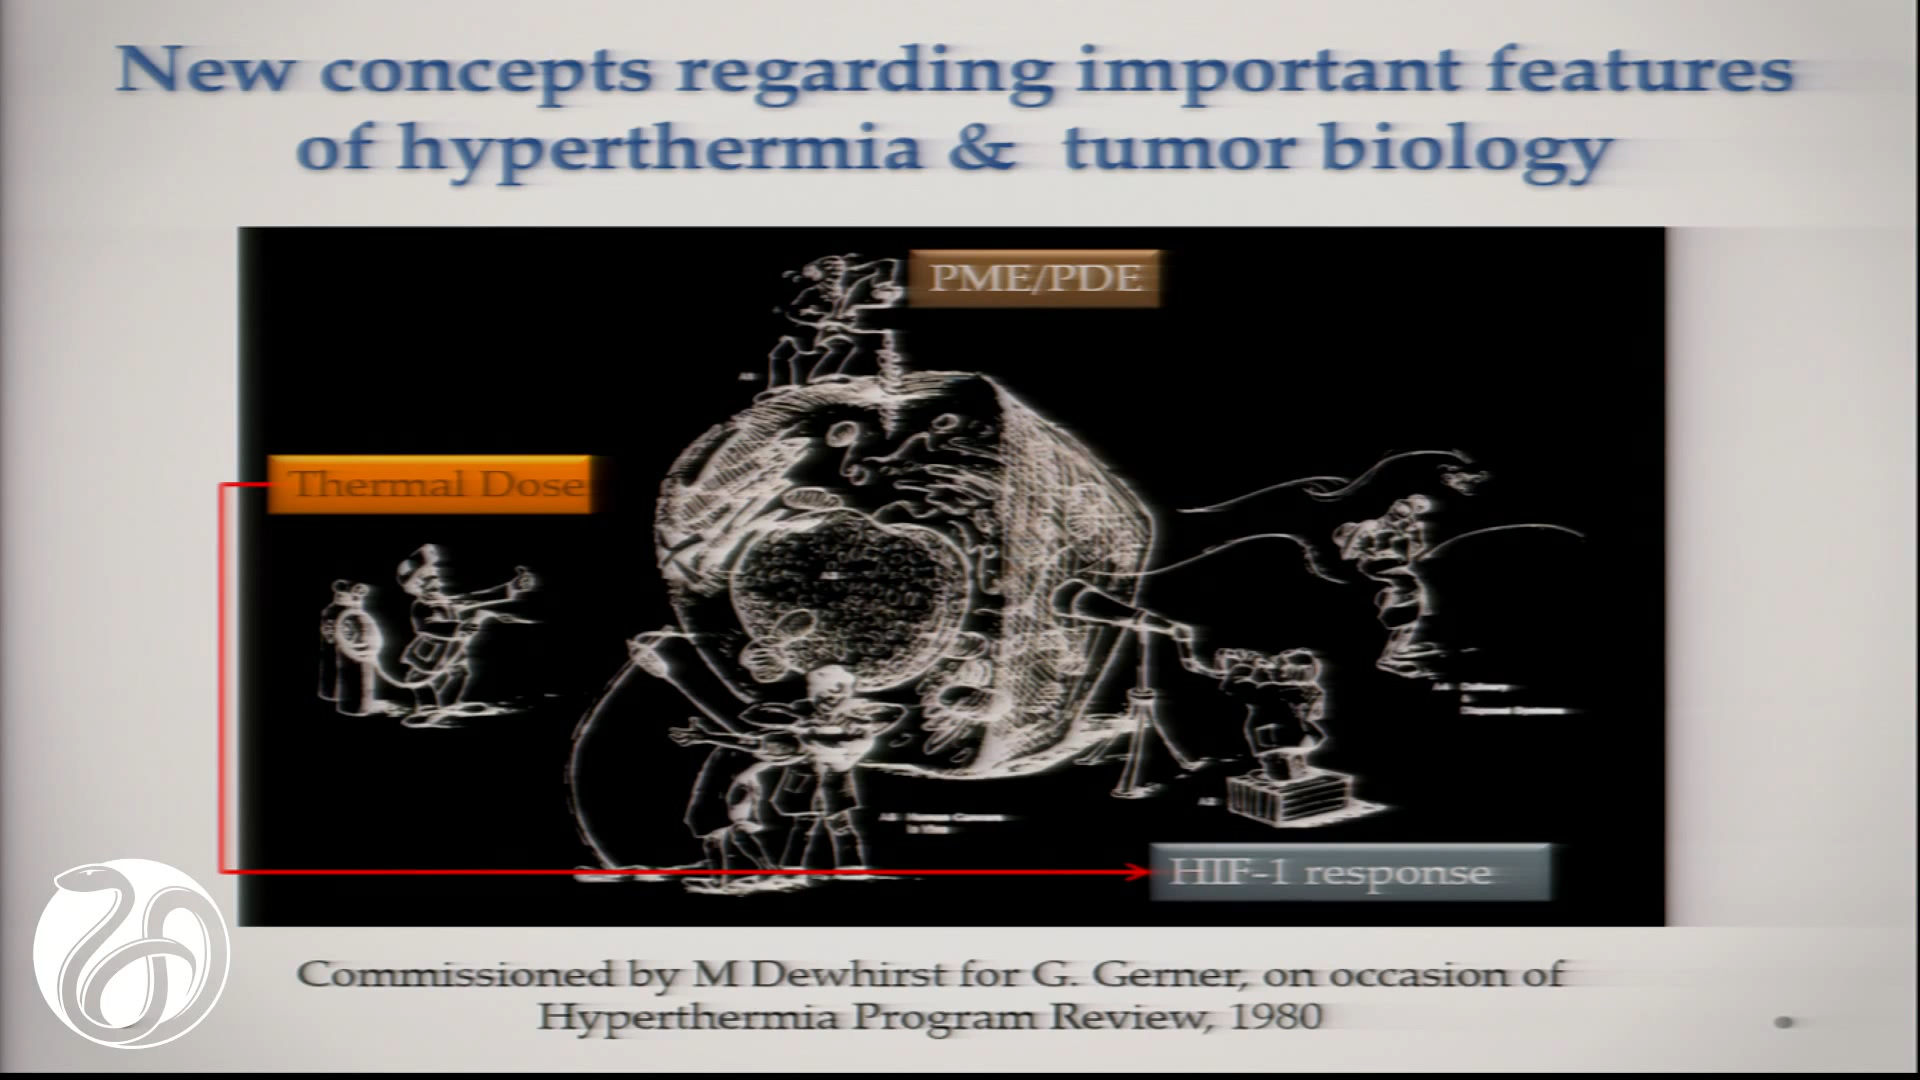 New concepts regarding important features
of hyperthermia & tumor biology
PME/PDE
Thermal Dose
HIF-1 response
Commissioned by M Dewhirst for G. Gerner, on occasion of
Hyperthermia Program Review, 1980